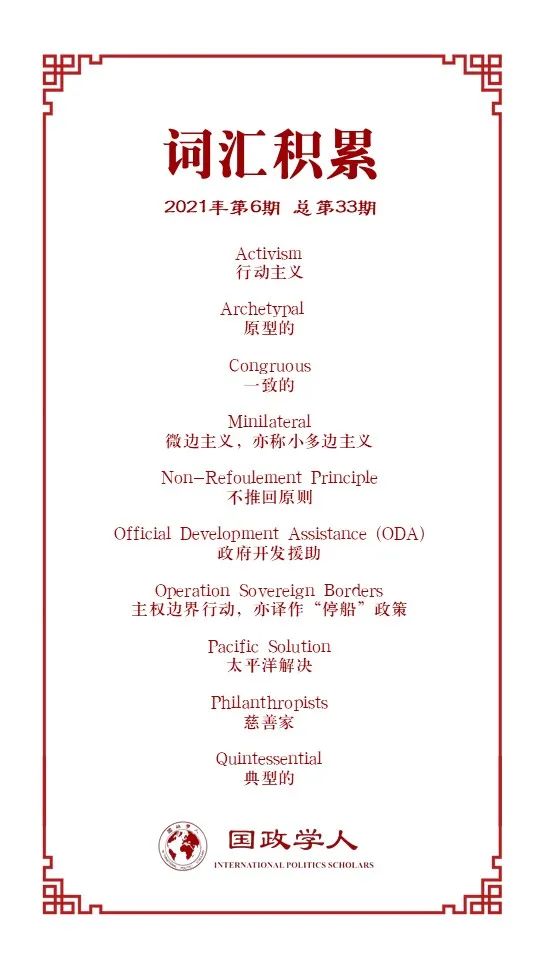 词汇积累
2021年第6期 总第33期
Activism
行动主义
Archetypal
原型的
Congruous
一致的
Minilateral
微边主义，亦称小多边主义
Non-Refoulement Principle
不推回原则
Official Development Assistance (ODA)
政府开发援助
Operation Sovereign Borders
主权边界行动，亦译作“停船”政策
Pacific Solution
太平洋解决
Philanthropists
慈善家
Quintessential
典型的
国政学人
INTERNATIONAL POLITICS SCHOLARS